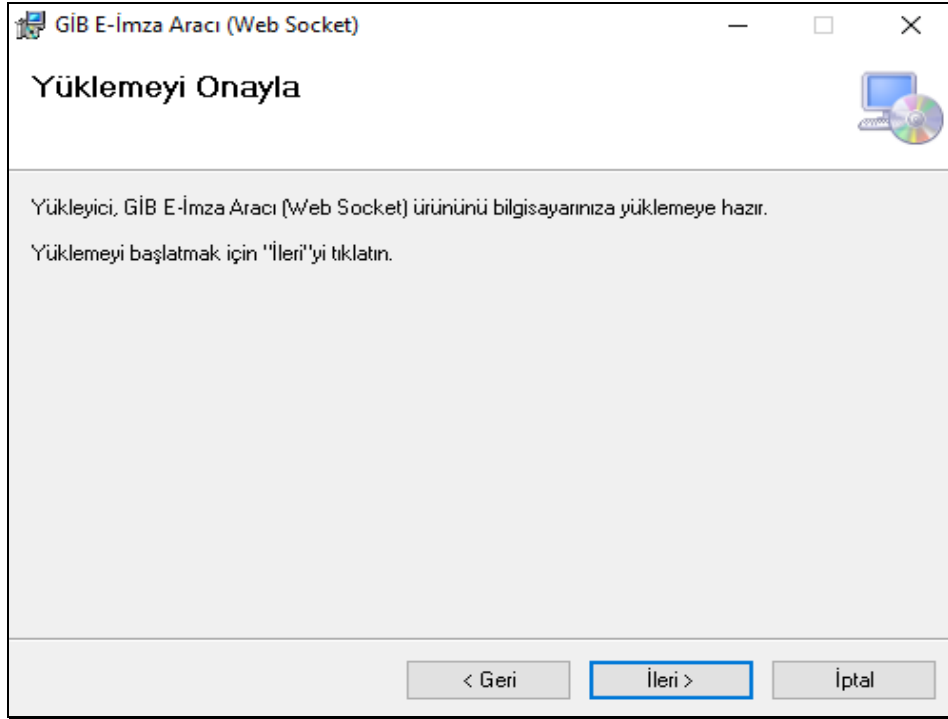 GİB E-İmza Aracı (Web Socket)
Yüklemeyi Onayla
Yükleyici, GİB E-İmza Aracı (Web Socket) ürününü bilgisayarınıza yüklemeye hazır.
Yüklemeyi başlatmak için "İleri"yi tıklatın.
< Geri
İleri >
İptal